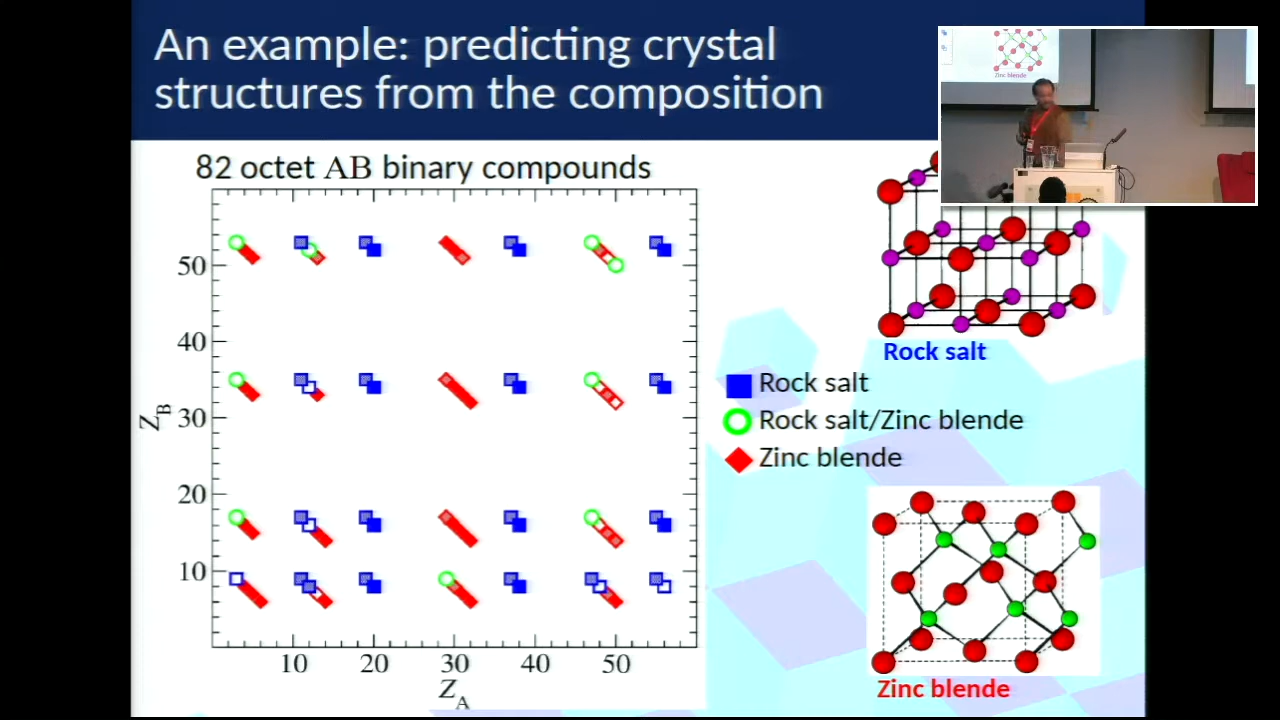 An example: predicting crystal
structures from the composition
82 octet AB binary compounds
50
40
30
20
10
Z_B
10 20 30 40 50
Z_A
Rock salt
Rock salt
Rock salt/Zinc blende
Zinc blende
Zinc blende
Zinc blende